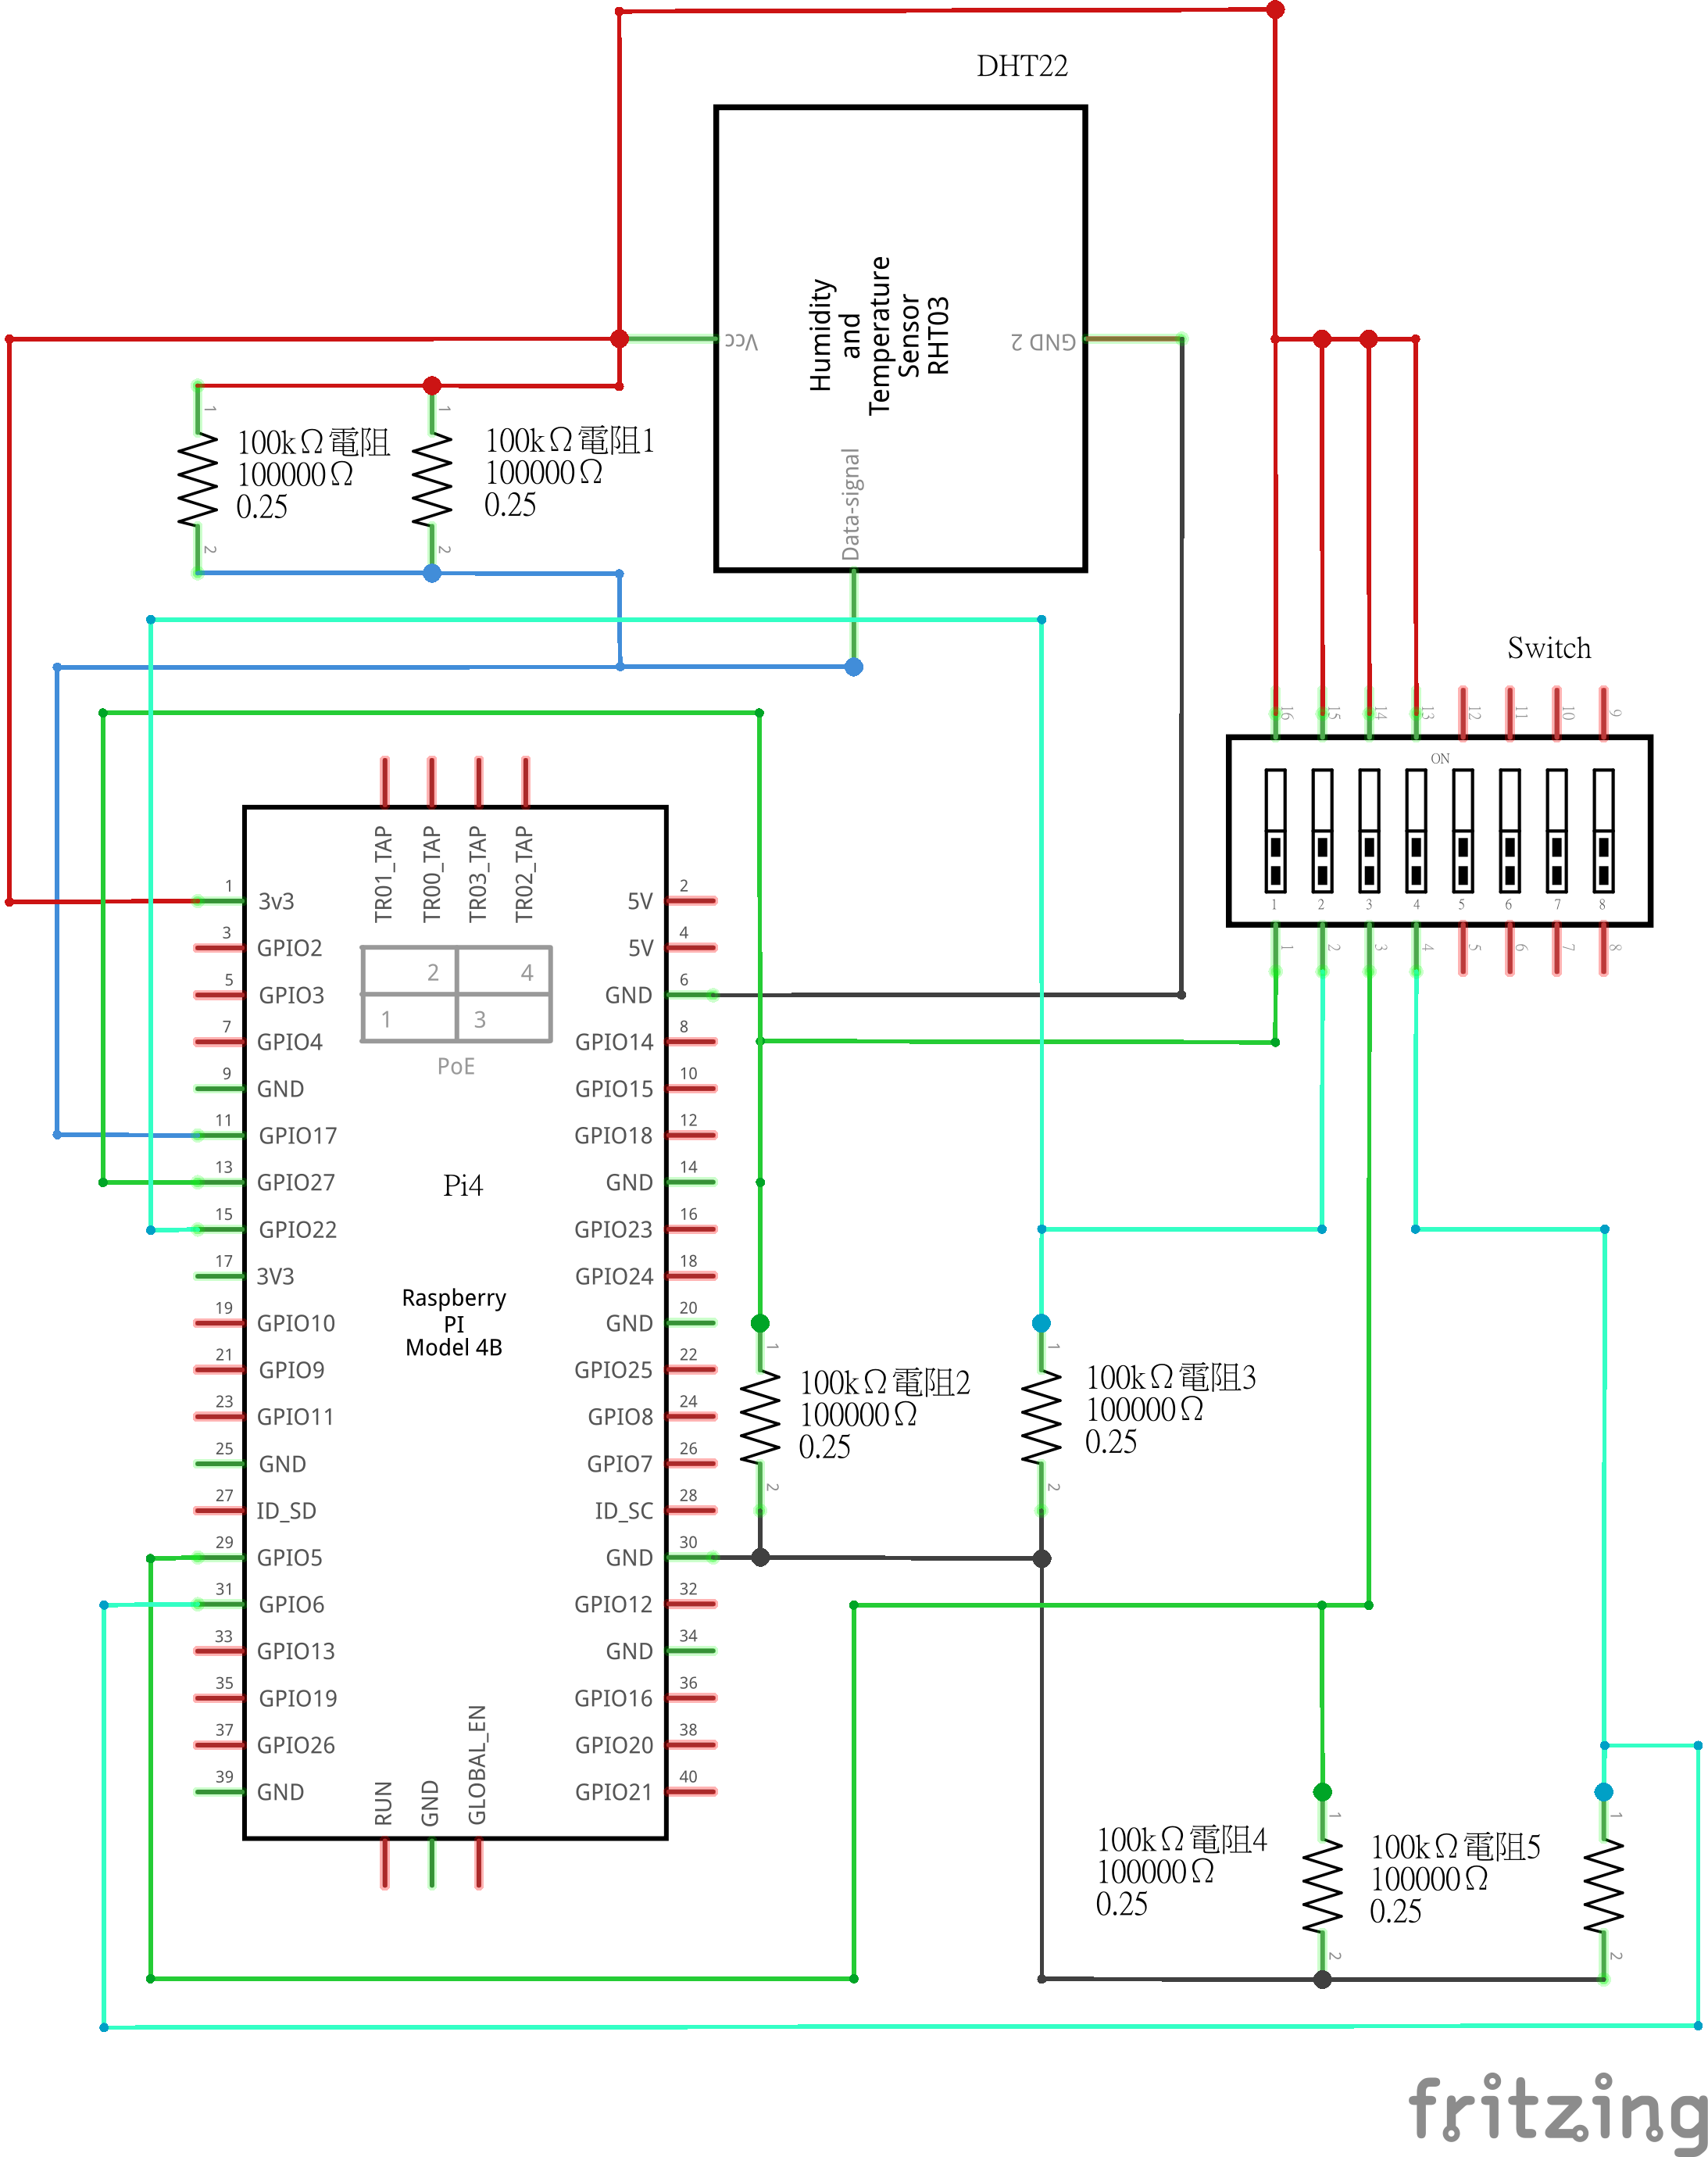 DHT22
Humidity
and
Temperature
Sensor
RHT03
Vcc
GND 2
Data-signal
1
1
100kΩ電阻
100000Ω
0.25
100kΩ電阻1
100000Ω
0.25
2
2
Switch
16 15 14 13 12 11 10 9
ON
1 2 3 4 5 6 7 8
1 2 3 4 5 6 7 8
TR01_TAP
TR00_TAP
TR03_TAP
TR02_TAP
1 3v3
3 GPIO2
5 GPIO3
7 GPIO4
9 GND
11 GPIO17
13 GPIO27
15 GPIO22
17 3V3
19 GPIO10
21 GPIO9
23 GPIO11
25 GND
27 ID_SD
29 GPIO5
31 GPIO6
33 GPIO13
35 GPIO19
37 GPIO26
39 GND
2 4
1 3
PoE
Pi4
Raspberry
PI
Model 4B
5V 2
5V 4
GND 6
GPIO14 8
GPIO15 10
GPIO18 12
GND 14
GPIO23 16
GPIO24 18
GND 20
GPIO25 22
GPIO8 24
GPIO7 26
ID_SC 28
GND 30
GPIO12 32
GND 34
GPIO16 36
GPIO20 38
GPIO21 40
RUN
GND
GLOBAL_EN
1
1
100kΩ電阻2
100000Ω
0.25
100kΩ電阻3
100000Ω
0.25
2
2
1
1
100kΩ電阻4
100000Ω
0.25
100kΩ電阻5
100000Ω
0.25
2
2
fritzing